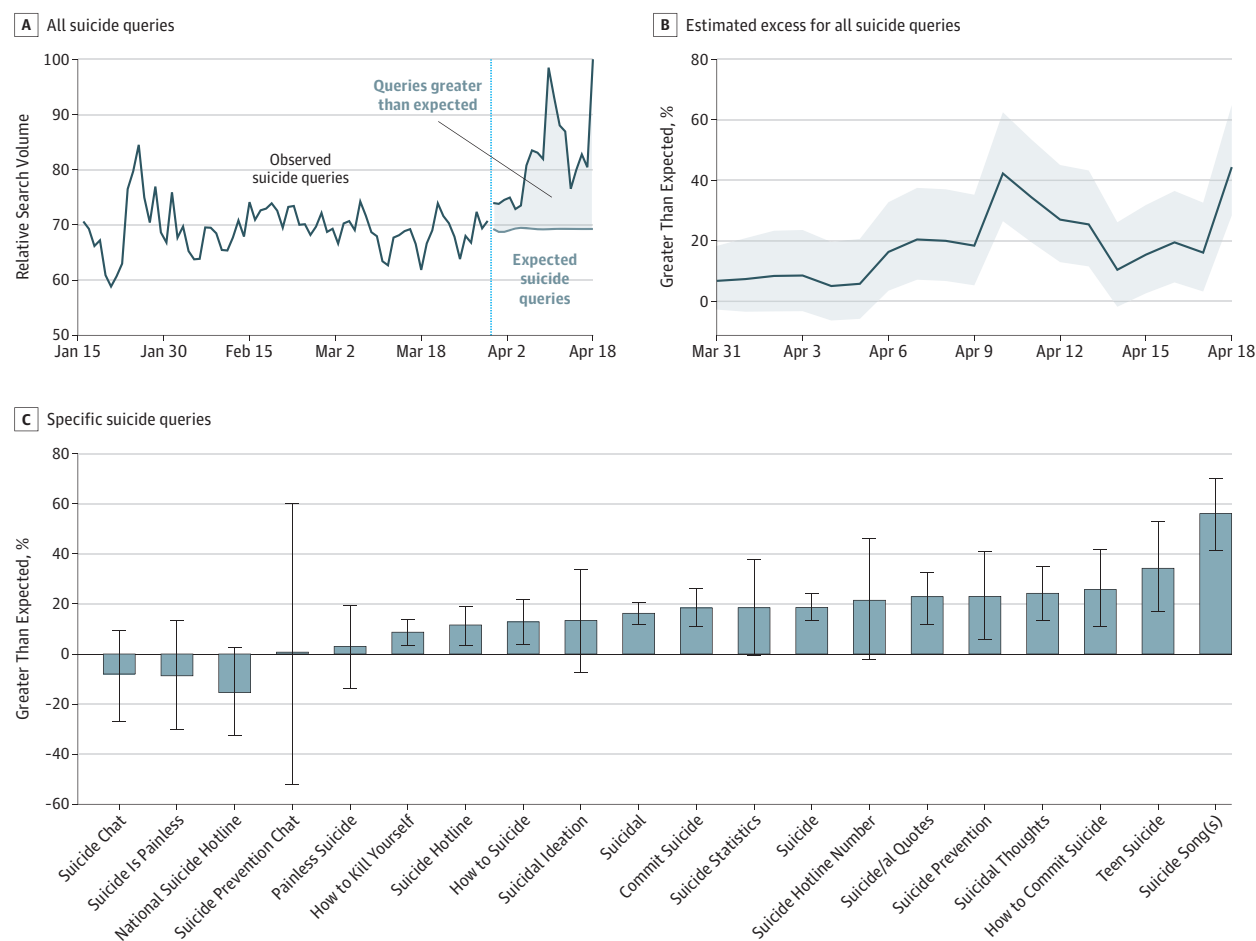 A All suicide queries
100
90
80
70
60
50
Relative Search Volume
Queries greater
than expected
Observed
suicide queries
Expected
suicide
queries
Jan 15 Jan 30 Feb 15 Mar 2 Mar 18 Apr 2 Apr 18
B Estimated excess for all suicide queries
80
60
40
20
0
Greater Than Expected, %
Mar 31 Apr 3 Apr 6 Apr 9 Apr 12 Apr 15 Apr 18
C Specific suicide queries
80
60
40
20
0
-20
-40
-60
Greater Than Expected, %
Suicide Chat
Suicide Is Painless
National Suicide Hotline
Suicide Prevention Chat
Painless Suicide
How to Kill Yourself
Suicide Hotline
How to Suicide
Suicidal Ideation
Suicidal
Commit Suicide
Suicide Statistics
Suicide
Suicide Hotline Number
Suicide/al Quotes
Suicide Prevention
Suicidal Thoughts
How to Commit Suicide
Teen Suicide
Suicide Song(s)